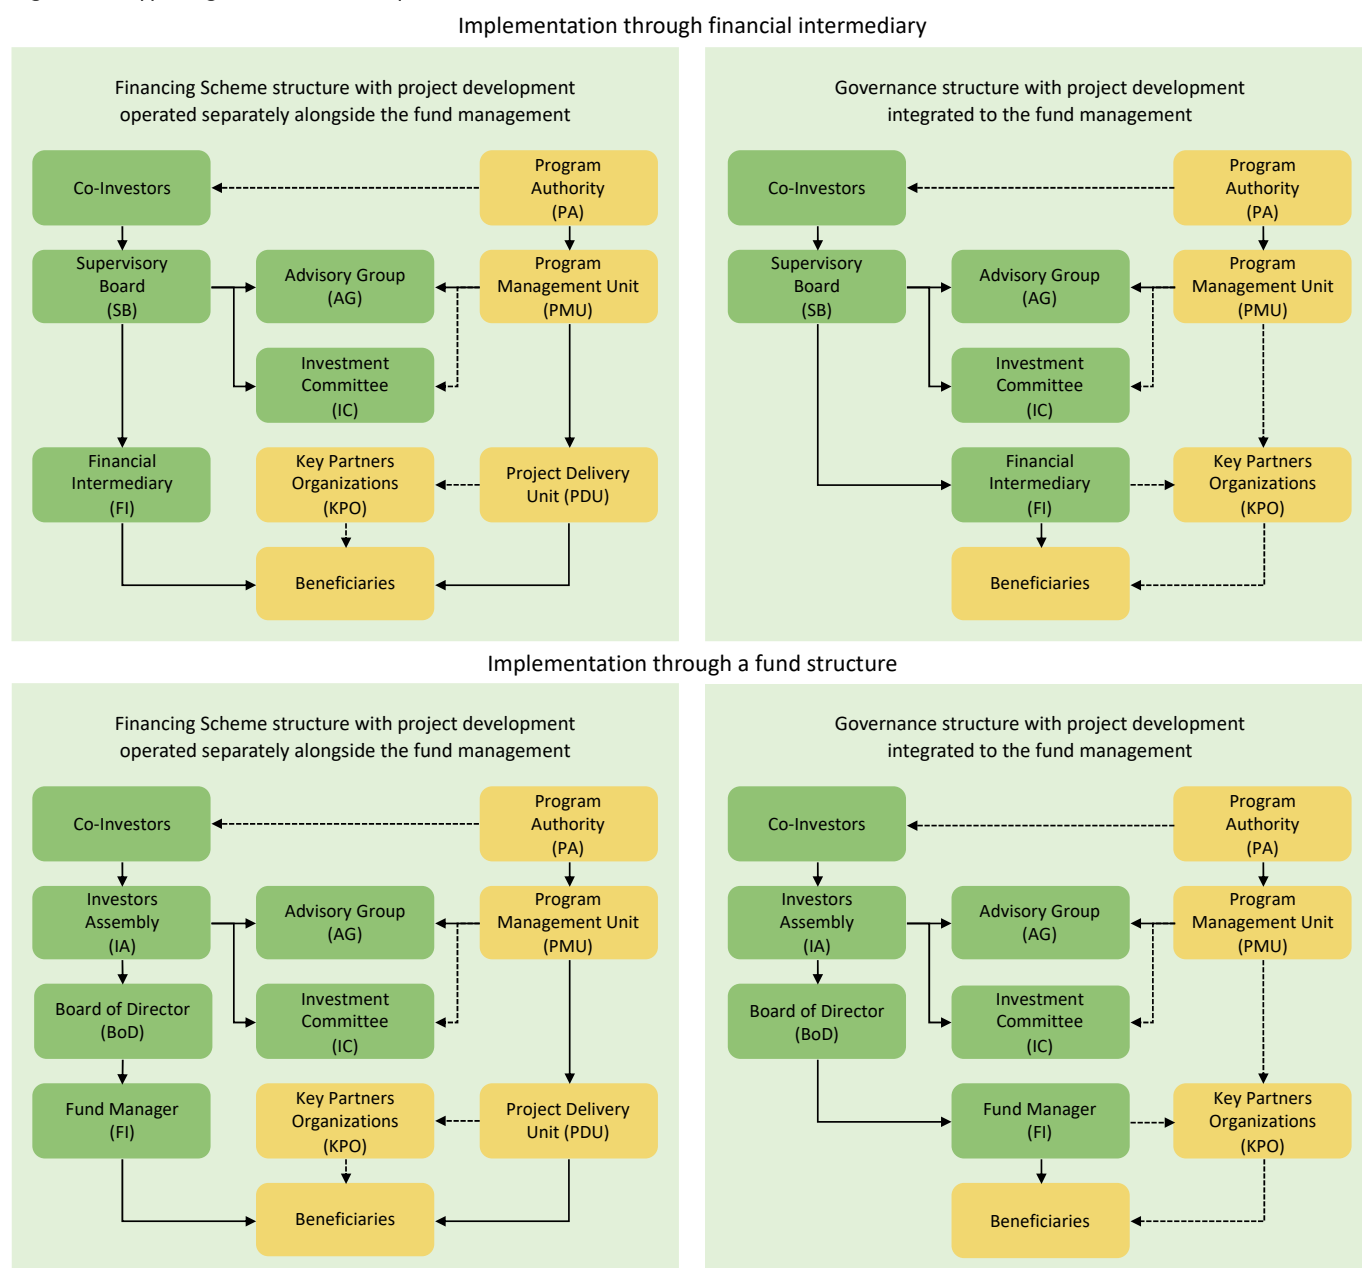 Implementation through financial intermediary
Financing Scheme structure with project development
operated separately alongside the fund management
Co-Investors
Program
Authority
(PA)
Supervisory
Board
(SB)
Advisory Group
(AG)
Program
Management Unit
(PMU)
Investment
Committee
(IC)
Financial
Intermediary
(FI)
Key Partners
Organizations
(KPO)
Project Delivery
Unit (PDU)
Beneficiaries
Governance structure with project development
integrated to the fund management
Co-Investors
Program
Authority
(PA)
Supervisory
Board
(SB)
Advisory Group
(AG)
Program
Management Unit
(PMU)
Investment
Committee
(IC)
Financial
Intermediary
(FI)
Key Partners
Organizations
(KPO)
Beneficiaries
Implementation through a fund structure
Financing Scheme structure with project development
operated separately alongside the fund management
Co-Investors
Program
Authority
(PA)
Investors
Assembly
(IA)
Advisory Group
(AG)
Program
Management Unit
(PMU)
Board of Director
(BoD)
Investment
Committee
(IC)
Fund Manager
(FI)
Key Partners
Organizations
(KPO)
Project Delivery
Unit (PDU)
Beneficiaries
Governance structure with project development
integrated to the fund management
Co-Investors
Program
Authority
(PA)
Investors
Assembly
(IA)
Advisory Group
(AG)
Program
Management Unit
(PMU)
Board of Director
(BoD)
Investment
Committee
(IC)
Fund Manager
(FI)
Key Partners
Organizations
(KPO)
Beneficiaries